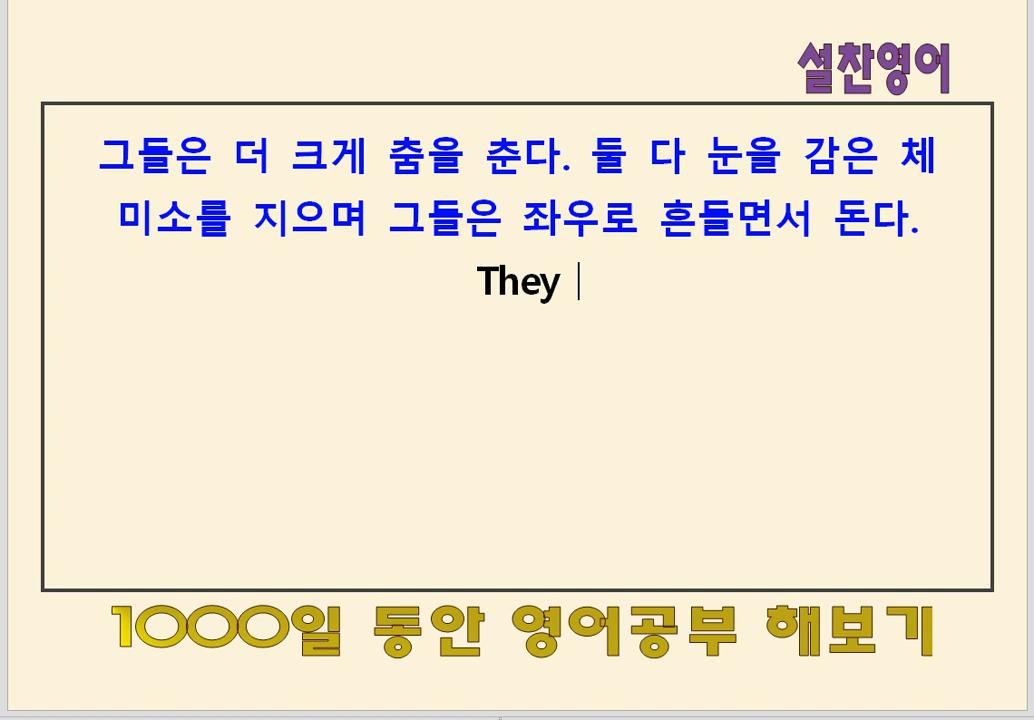 설찬영어
그들은 더 크게 춤을 춘다. 둘 다 눈을 감은 체
미소를 지으며 그들은 좌우로 흔들면서 돈다.
They
1000일 동안 영어공부 해보기